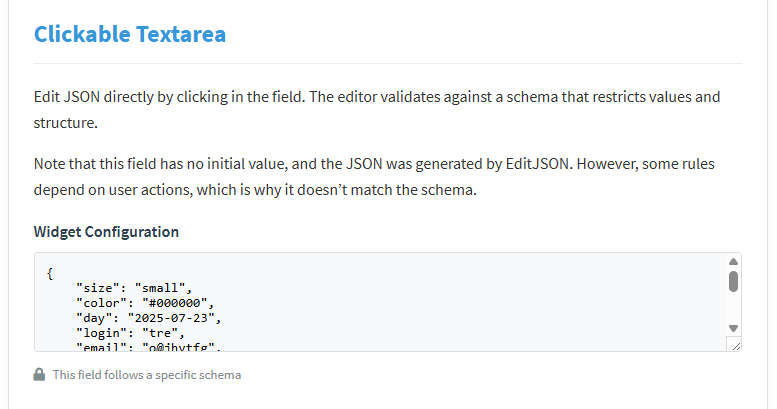 Clickable Textarea
Edit JSON directly by clicking in the field. The editor validates against a schema that restricts values and
structure.
Note that this field has no initial value, and the JSON was generated by EditJSON. However, some rules
depend on user actions, which is why it doesn’t match the schema.
Widget Configuration
{
"size": "small",
"color": "#000000",
"day": "2025-07-23",
"login": "tre",
"email": "o@jhytfg",
This field follows a specific schema